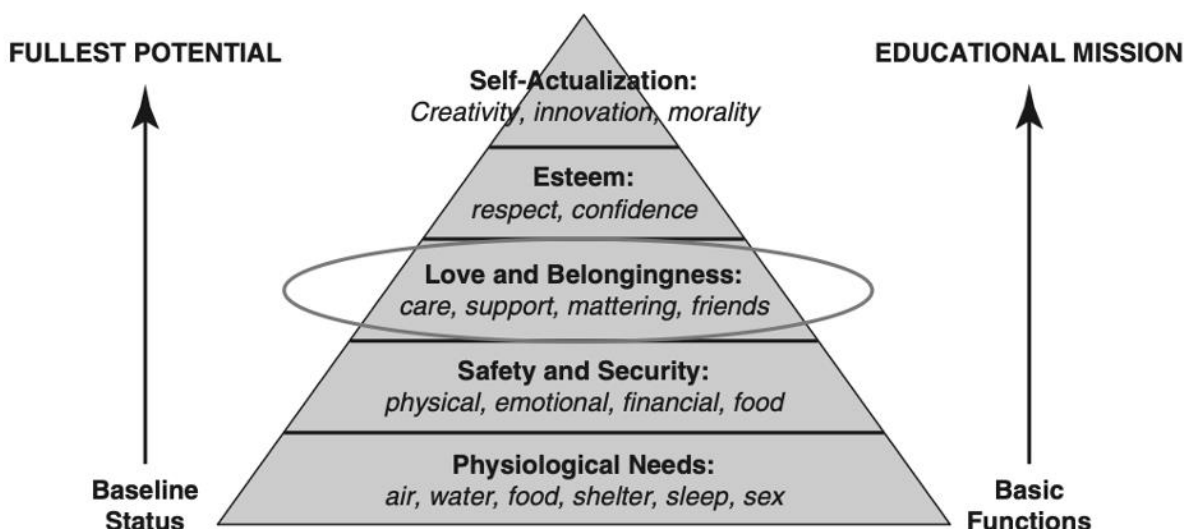 FULLEST POTENTIAL
EDUCATIONAL MISSION
Self-Actualization:
Creativity, innovation, morality
Esteem:
respect, confidence
Love and Belongingness:
care, support, mattering, friends
Safety and Security:
physical, emotional, financial, food
Physiological Needs:
air, water, food, shelter, sleep, sex
Baseline
Status
Basic
Functions